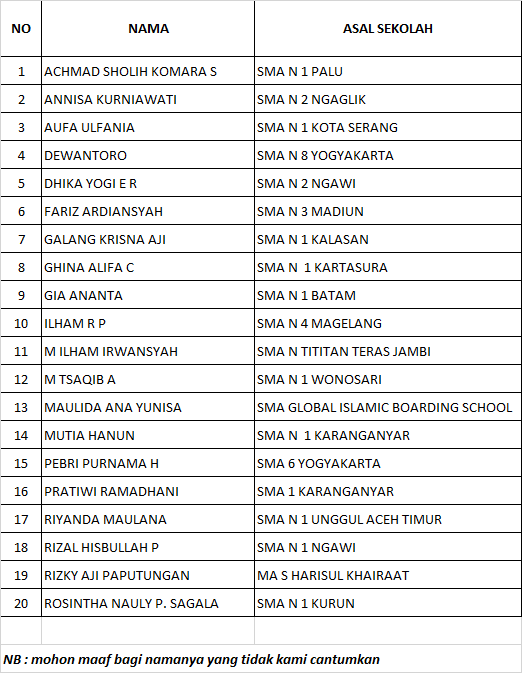 NO NAMA ASAL SEKOLAH
1 ACHMAD SHOLIH KOMARA S SMA N 1 PALU
2 ANNISA KURNIAWATI SMA N 2 NGAGLIK
3 AUFA ULFANIA SMA N 1 KOTA SERANG
4 DEWANTORO SMA N 8 YOGYAKARTA
5 DHIKA YOGI E R SMA N 2 NGAWI
6 FARIZ ARDIANSYAH SMA N 3 MADIUN
7 GALANG KRISNA AJI SMA N 1 KALASAN
8 GHINA ALIFA C SMA N  1 KARTASURA
9 GIA ANANTA SMA N 1 BATAM
10 ILHAM R P SMA N 4 MAGELANG
11 M ILHAM IRWANSYAH SMA N TITITAN TERAS JAMBI
12 M TSAQIB A SMA N 1 WONOSARI
13 MAULIDA ANA YUNISA SMA GLOBAL ISLAMIC BOARDING SCHOOL
14 MUTIA HANUN SMA N  1 KARANGANYAR
15 PEBRI PURNAMA H SMA 6 YOGYAKARTA
16 PRATIWI RAMADHANI SMA 1 KARANGANYAR
17 RIYANDA MAULANA SMA N 1 UNGGUL ACEH TIMUR
18 RIZAL HISBULLAH P SMA N 1 NGAWI
19 RIZKY AJI PAPUTUNGAN MA S HARISUL KHAIRAAT
20 ROSINTHA NAULY P. SAGALA SMA N 1 KURUN
NB : mohon maaf bagi namanya yang tidak kami cantumkan